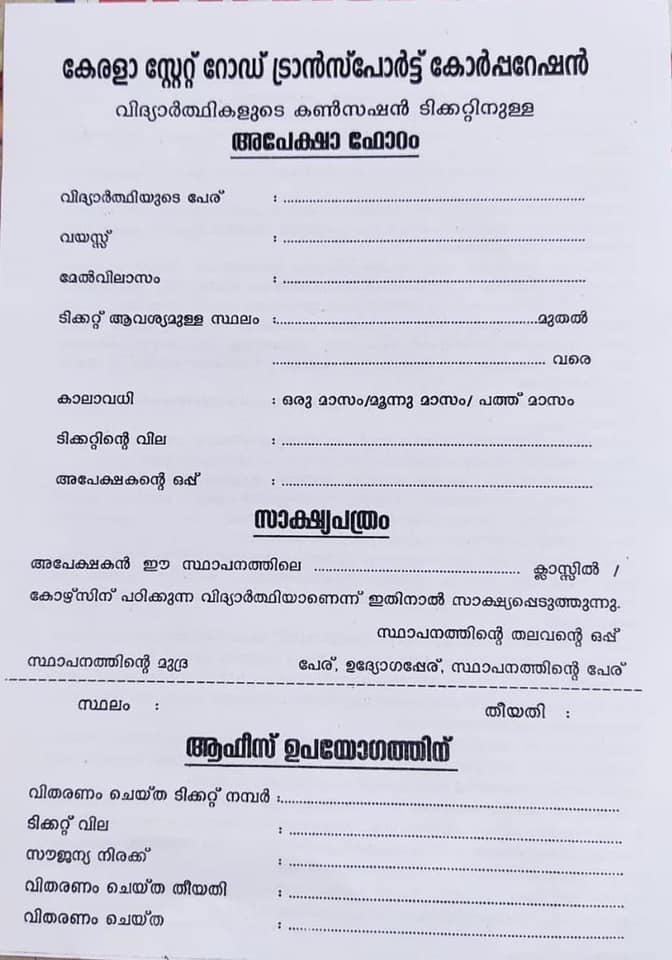 കേരളാ സ്റ്റേറ്റ് റോഡ് ട്രാൻസ്പോർട്ട് കോർപ്പറേഷൻ
വിദ്യാർത്ഥികളുടെ കൺസഷൻ ടിക്കറ്റിനുള്ള
അപേക്ഷാ ഫോറം
വിദ്യാർത്ഥിയുടെ പേര് : ..............................................................
വയസ്സ് : ..............................................................
മേൽവിലാസം : ..............................................................
ടിക്കറ്റ് ആവശ്യമുള്ള സ്ഥലം :......................................................മുതൽ
........................................................ വരെ
കാലാവധി : ഒരു മാസം/മൂന്നു മാസം/ പത്ത് മാസം
ടിക്കറ്റിന്റെ വില : ..............................................................
അപേക്ഷകന്റെ ഒപ്പ് : ..............................................................
സാക്ഷ്യപത്രം
അപേക്ഷകൻ ഈ സ്ഥാപനത്തിലെ ............................................ ക്ലാസ്സിൽ /
കോഴ്സിന് പഠിക്കുന്ന വിദ്യാർത്ഥിയാണെന്ന് ഇതിനാൽ സാക്ഷ്യപ്പെടുത്തുന്നു.
സ്ഥാപനത്തിന്റെ തലവന്റെ ഒപ്പ്
സ്ഥാപനത്തിന്റെ മുദ്ര പേര്, ഉദ്യോഗപ്പേര്, സ്ഥാപനത്തിന്റെ പേര്
സ്ഥലം : തീയതി :
ആഫീസ് ഉപയോഗത്തിന്
വിതരണം ചെയ്ത ടിക്കറ്റ് നമ്പർ :......................................................................
ടിക്കറ്റ് വില : ......................................................................
സൗജന്യ നിരക്ക് : ......................................................................
വിതരണം ചെയ്ത തീയതി : ......................................................................
വിതരണം ചെയ്ത : ......................................................................